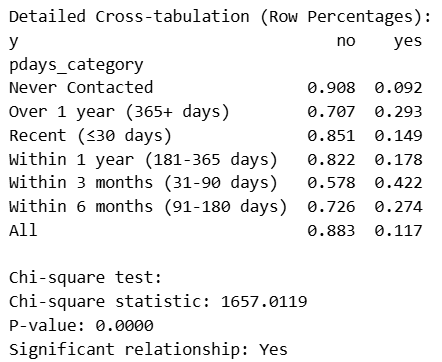 Detailed Cross-tabulation (Row Percentages):
y                              no    yes
pdays_category
Never Contacted             0.908  0.092
Over 1 year (365+ days)     0.707  0.293
Recent (≤30 days)           0.851  0.149
Within 1 year (181-365 days)  0.822  0.178
Within 3 months (31-90 days)  0.578  0.422
Within 6 months (91-180 days)  0.726  0.274
All                         0.883  0.117

Chi-square test:
Chi-square statistic: 1657.0119
P-value: 0.0000
Significant relationship: Yes